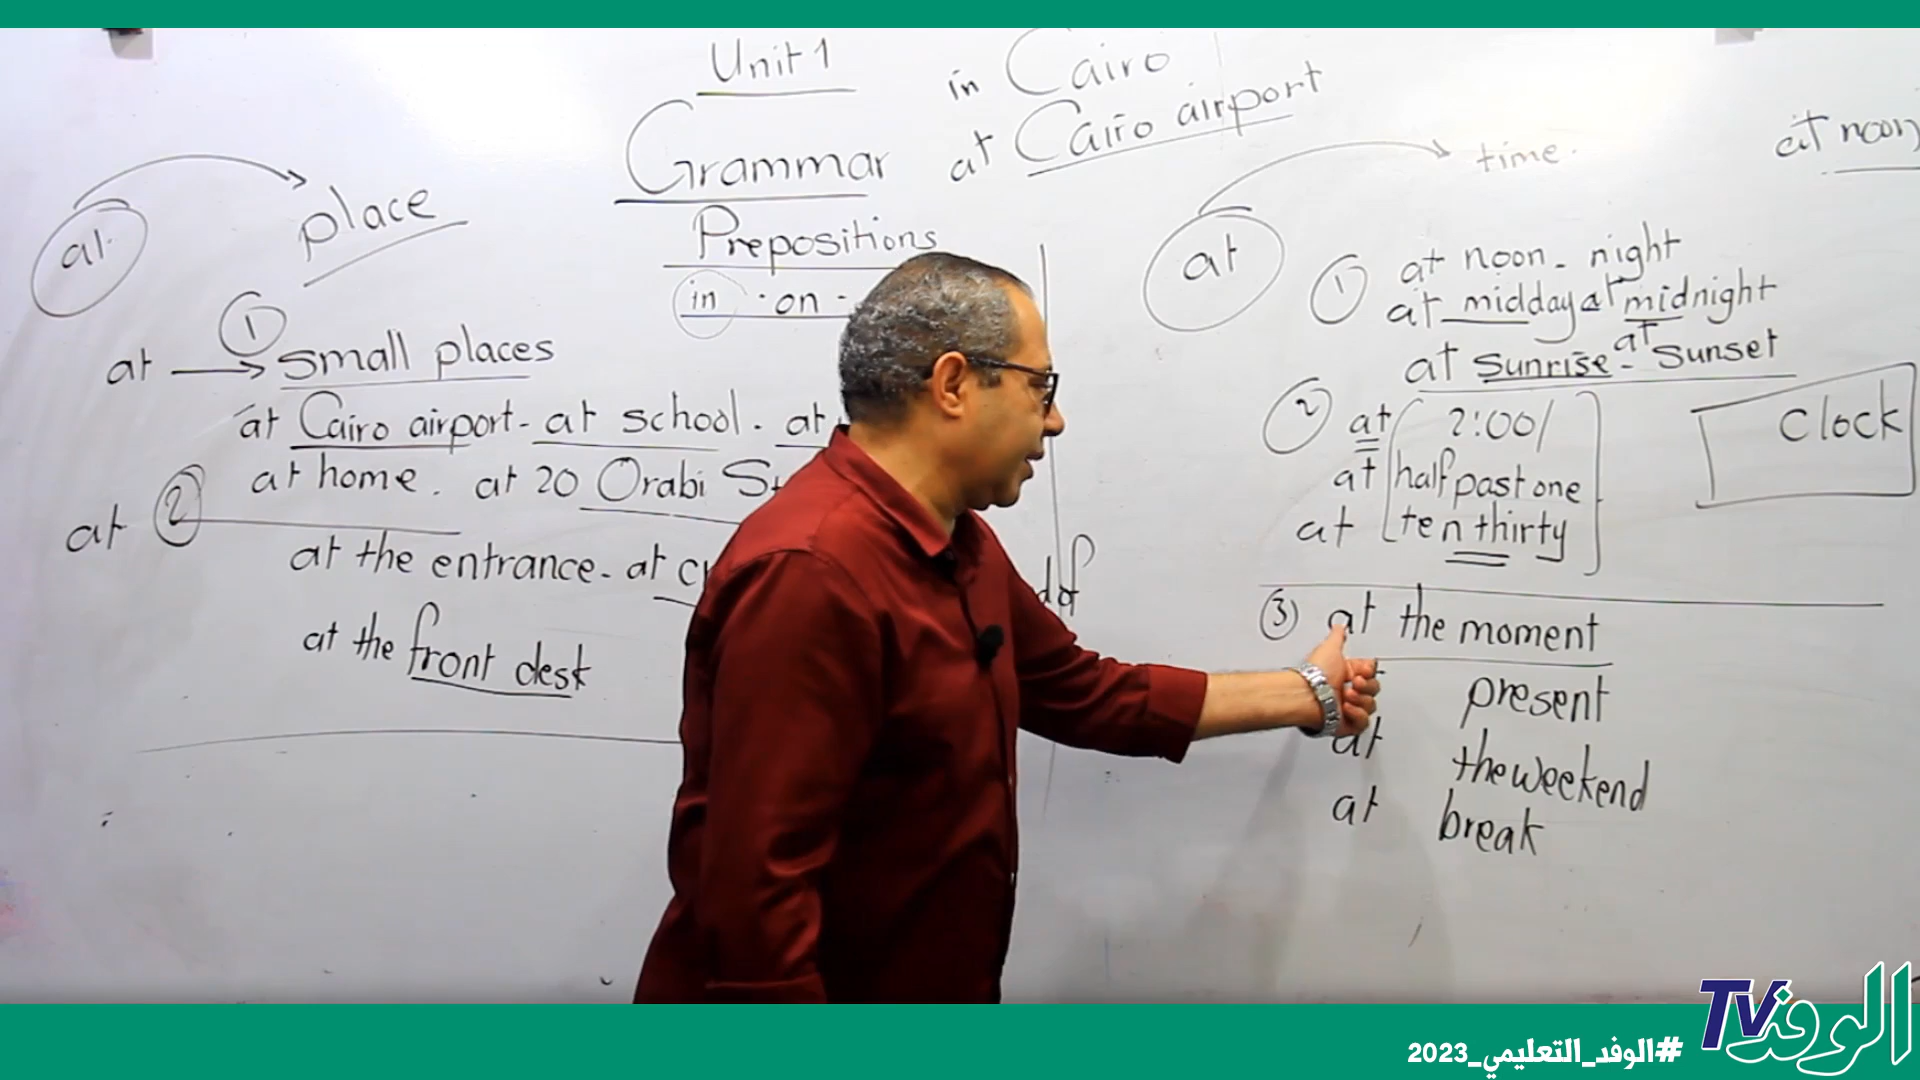 Unit 1
Grammar
Prepositions
in . on .
in Cairo
at Cairo airport
at
place
at → ① small places
at Cairo airport - at school . at
at home . at 20 Orabi St
at ②
at the entrance - at
at the front desk
at
time.
at noon
① at noon - night
at midday at midnight
at sunrise - at sunset
② at 2:00
at half past one
at ten thirty
clock
③ at the moment
present
at the weekend
at break
الوفد TV
#الوفد_التعليمي_2023